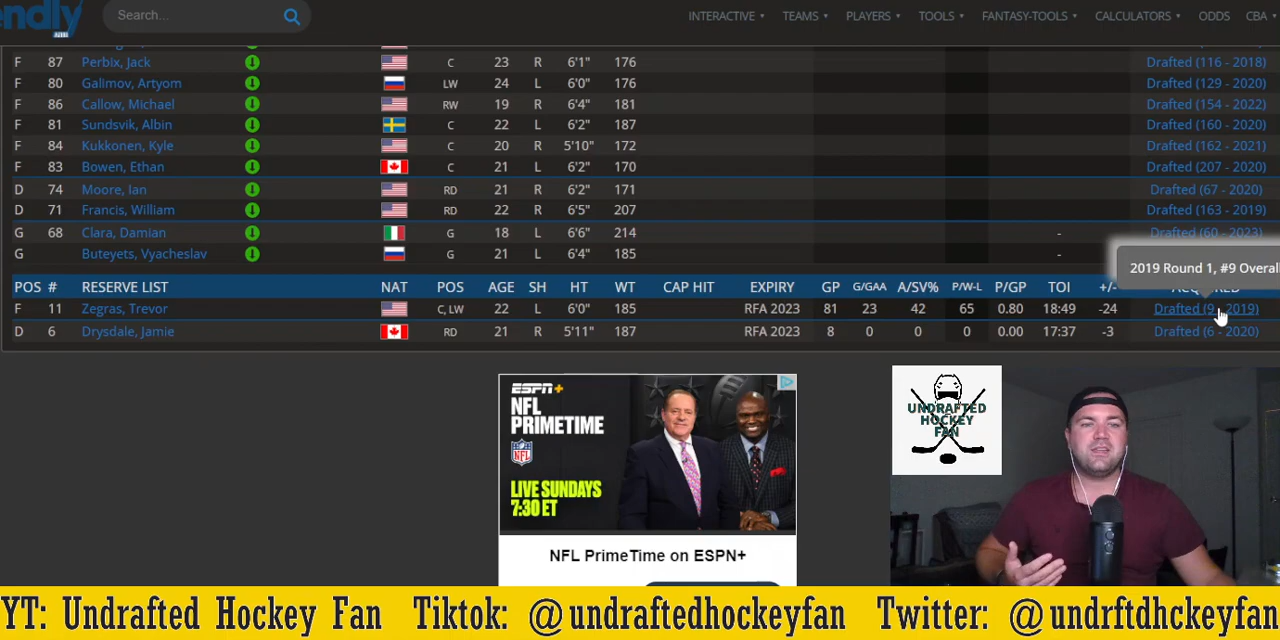 endly
Search...
INTERACTIVE TEAMS PLAYERS TOOLS FANTASY-TOOLS CALCULATORS ODDS CBA
F 87 Perbix, Jack C 23 R 6'1" 176 Drafted (116 - 2018)
F 80 Galimov, Artyom LW 24 L 6'0" 176 Drafted (129 - 2020)
F 86 Callow, Michael RW 19 R 6'4" 181 Drafted (154 - 2022)
F 81 Sundsvik, Albin C 22 L 6'2" 187 Drafted (160 - 2020)
F 84 Kukkonen, Kyle C 20 R 5'10" 172 Drafted (162 - 2021)
F 83 Bowen, Ethan C 21 L 6'2" 170 Drafted (207 - 2020)
D 74 Moore, Ian RD 21 R 6'2" 171 Drafted (67 - 2020)
D 71 Francis, William RD 22 R 6'5" 207 Drafted (163 - 2019)
G 68 Clara, Damian G 18 L 6'6" 214 - Drafted (60 - 2023)
G Buteyets, Vyacheslav G 21 L 6'4" 185 -
2019 Round 1, #9 Overall
POS # RESERVE LIST NAT POS AGE SH HT WT CAP HIT EXPIRY GP G/GAA A/SV% P/W-L P/GP TOI +/-
F 11 Zegras, Trevor C, LW 22 L 6'0" 185 RFA 2023 81 23 42 65 0.80 18:49 -24 Drafted (9 - 2019)
D 6 Drysdale, Jamie RD 21 R 5'11" 187 RFA 2023 8 0 0 0 0.00 17:37 -3 Drafted (6 - 2020)
ESPN+
NFL
PRIMETIME
NFL
LIVE SUNDAYS
7:30 ET
NFL PrimeTime on ESPN+
UNDRAFTED
HOCKEY
FAN
YT: Undrafted Hockey Fan Tiktok: @undraftedhockeyfan Twitter: @undrftdhckeyfan